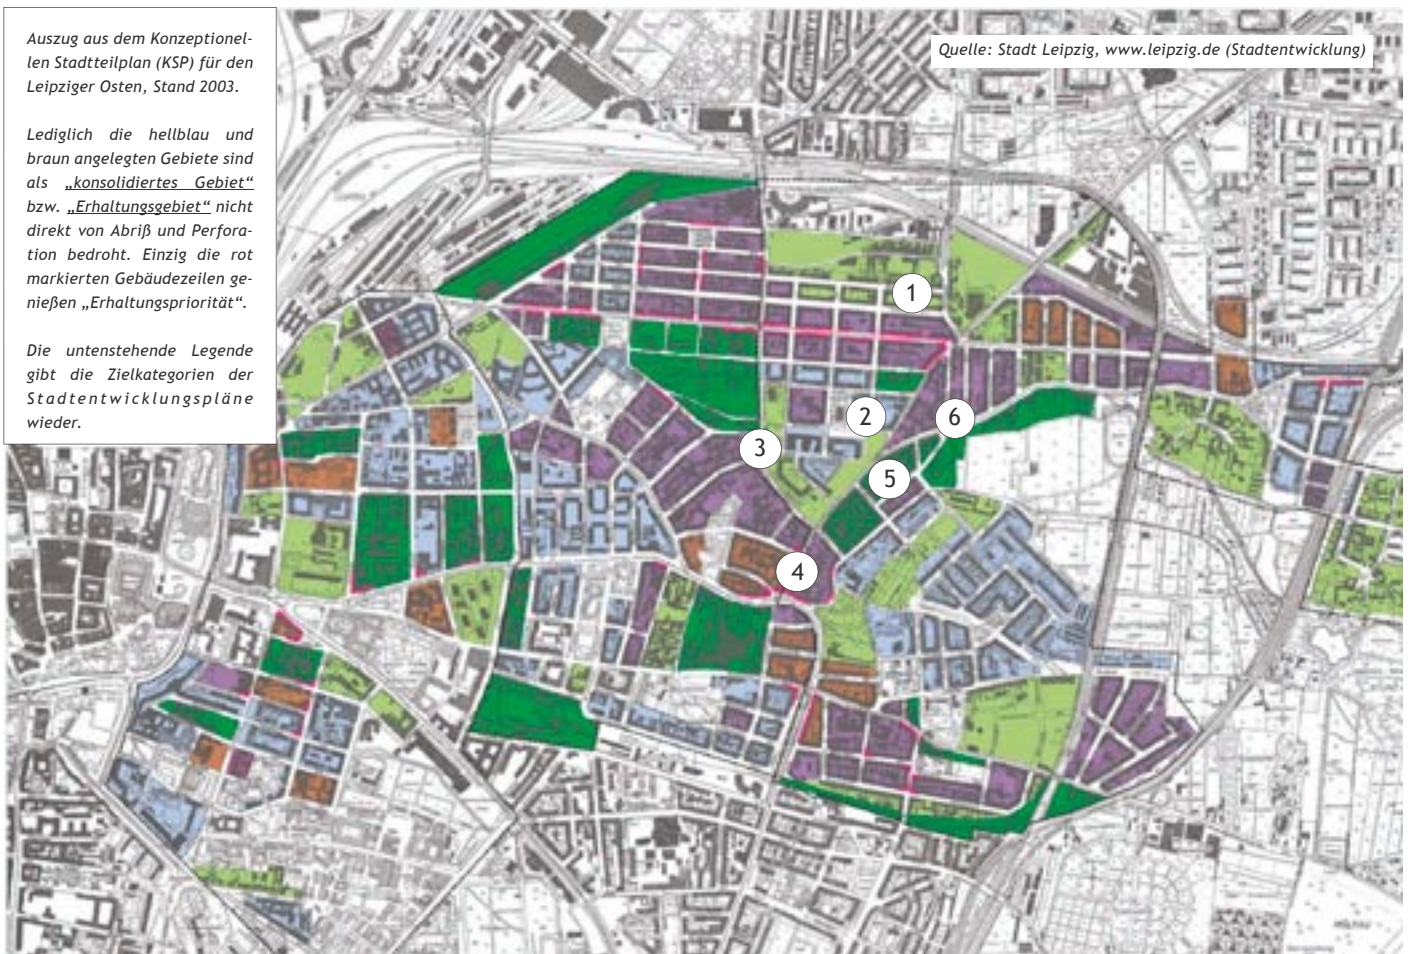 Auszug aus dem Konzeptionel-
len Stadtteilplan (KSP) für den
Leipziger Osten, Stand 2003.
Lediglich die hellblau und
braun angelegten Gebiete sind
als „konsolidiertes Gebiet“
bzw. „Erhaltungsgebiet“ nicht
direkt von Abriß und Perfora-
tion bedroht. Einzig die rot
markierten Gebäudezeilen ge-
nießen „Erhaltungspriorität“.
Die untenstehende Legende
gibt die Zielkategorien der
Stadtentwicklungspläne
wieder.
Quelle: Stadt Leipzig, www.leipzig.de (Stadtentwicklung)
1
2
6
3
5
4